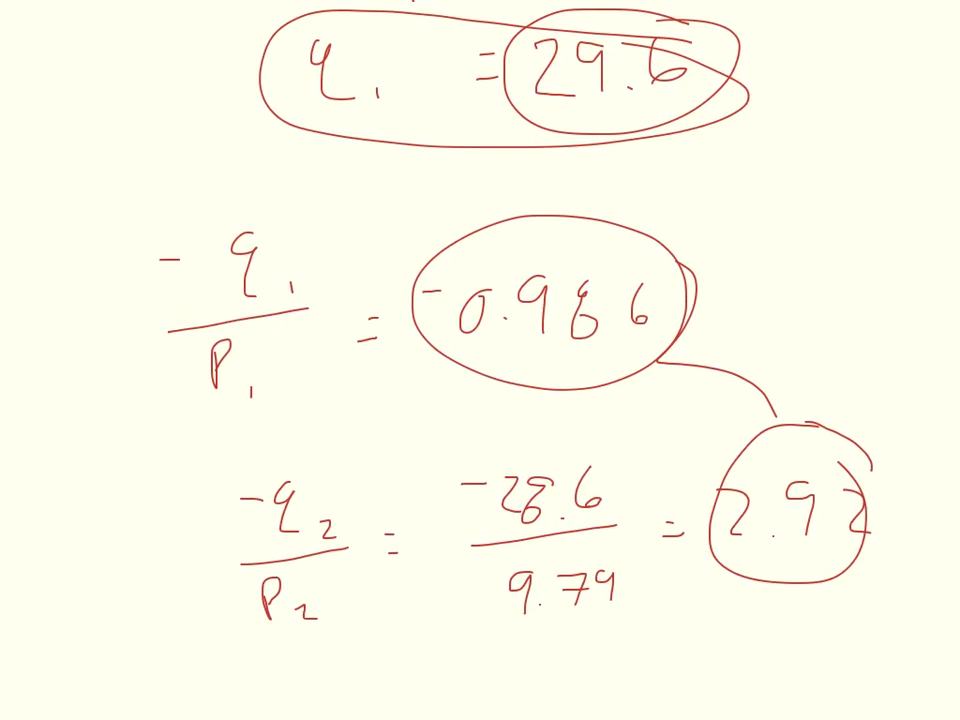 q₁ = 29.6
-q₁/P₁ = -0.986
-q₂/P₂ = -28.6/9.79 = 2.92